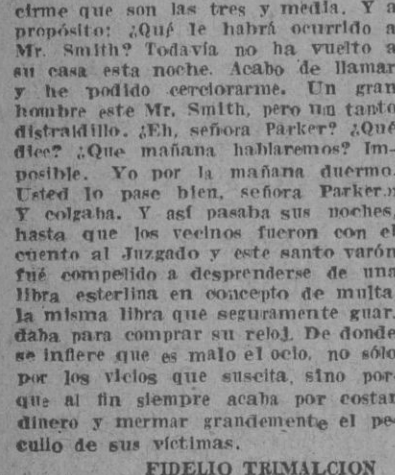 cirme que son las tres y media. Y a
propósito: ¿Qué le habrá ocurrido a
Mr. Smith? Todavía no ha vuelto a
su casa esta noche. Acabo de llamar
y he podido cerciorarme. Un gran
hombre este Mr. Smith, pero un tanto
distraidillo. ¿Eh, señora Parker? ¿Qué
dice? ¿Que mañana hablaremos? Im-
posible. Yo por la mañana duermo.
Usted lo pase bien, señora Parker.»
Y colgaba. Y así pasaba sus noches,
hasta que los vecinos fueron con el
cuento al Juzgado y este santo varón
fué compelido a desprenderse de una
libra esterlina en concepto de multa
la misma libra que seguramente guar.
daba para comprar su reloj. De donde
se infiere que es malo el ocio, no sólo
por los vicios que suscita, sino por-
que al fin siempre acaba por costar
dinero y mermar grandemente el pe-
culio de sus víctimas.
FIDELIO TRIMALCION